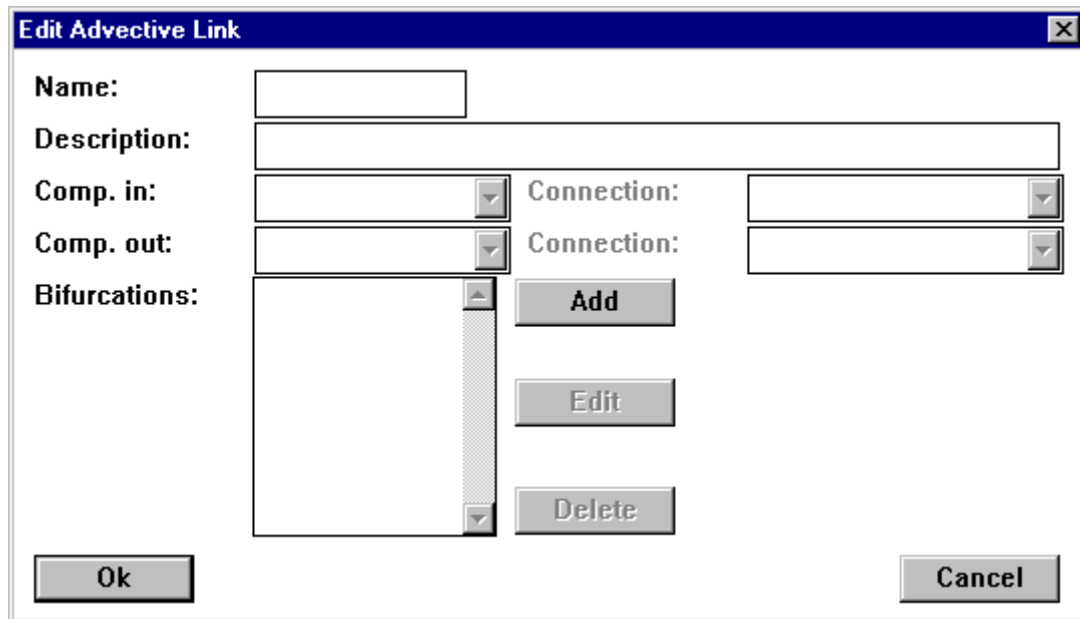 Edit Advective Link
Name:
Description:
Comp. in:
Connection:
Comp. out:
Connection:
Bifurcations:
Add
Edit
Delete
Ok
Cancel